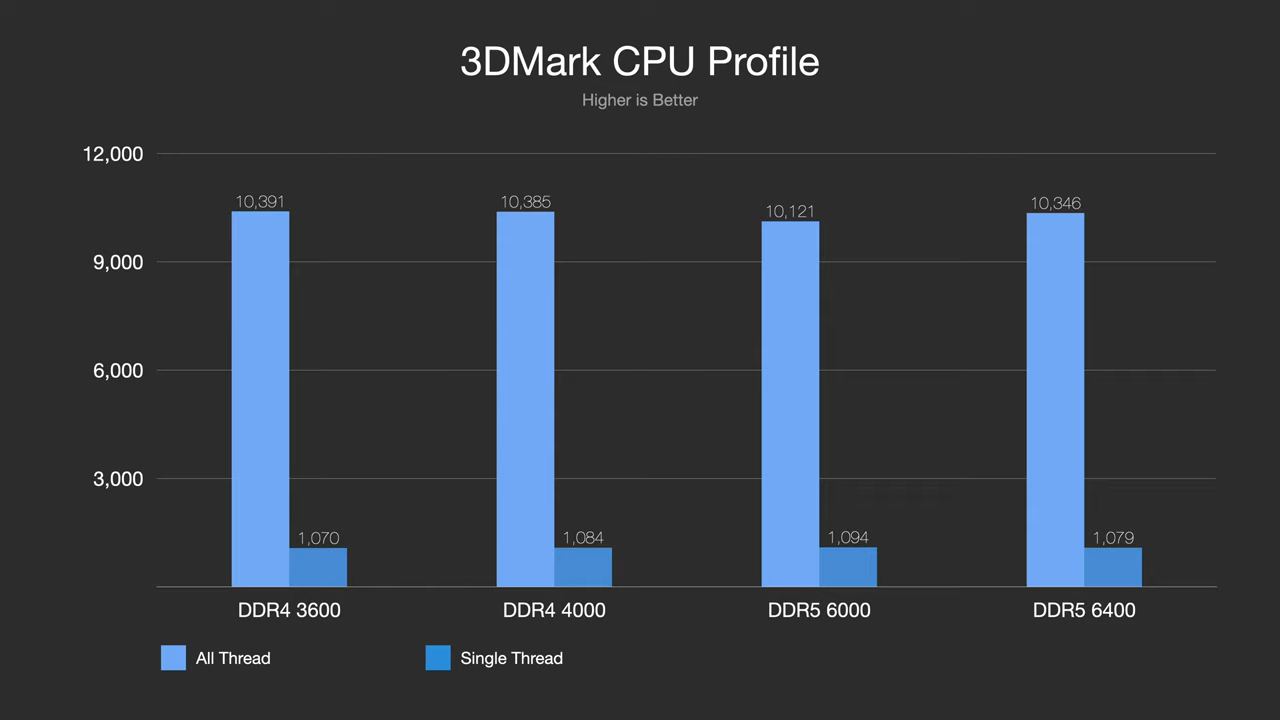 3DMark CPU Profile
Higher is Better
12,000
10,391
10,385
10,121
10,346
9,000
6,000
3,000
1,070
1,084
1,094
1,079
DDR4 3600
DDR4 4000
DDR5 6000
DDR5 6400
All Thread
Single Thread